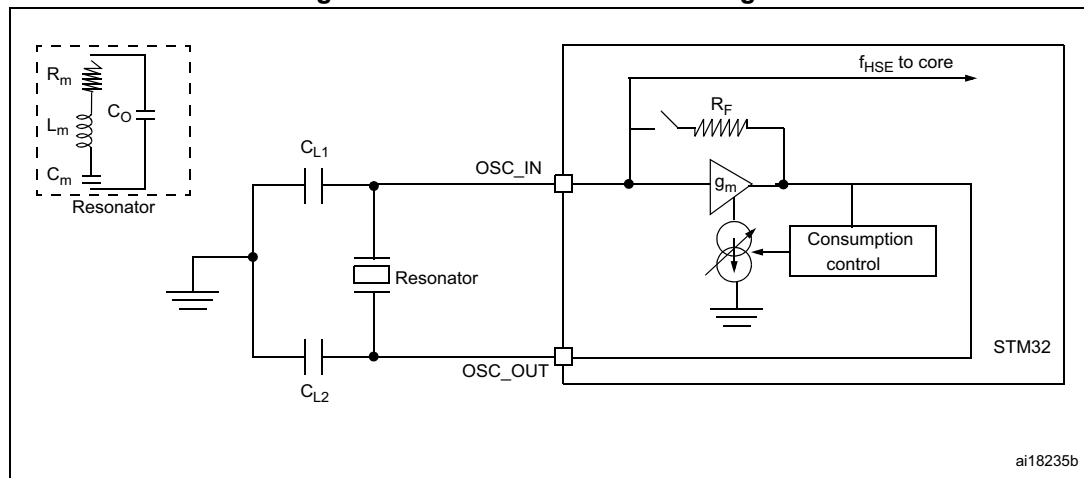 R_m
L_m
C_O
C_m
Resonator
C_L1
C_L2
Resonator
OSC_IN
OSC_OUT
f_HSE to core
R_F
g_m
Consumption
control
STM32
ai18235b